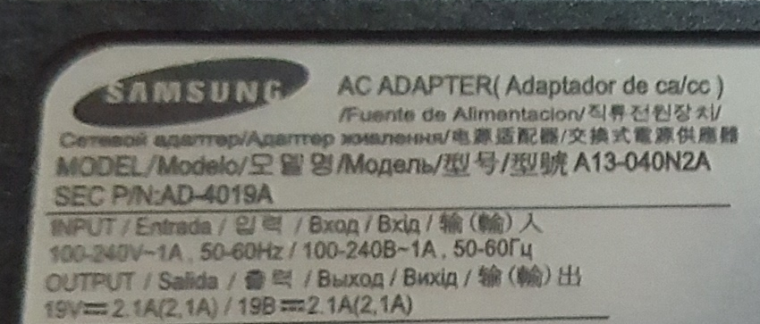 SAMSUNG
AC ADAPTER( Adaptador de ca/cc )
/Fuente de Alimentacion/직류전원장치/
Сетевой адаптер/Адаптер живлення/电源适配器/交換式電源供應器
MODEL/Modelo/모델명/Модель/型号/型號 A13-040N2A
SEC P/N:AD-4019A
INPUT / Entrada / 입력 / Вход / Вхід / 输(輸)入
100-240V~1A, 50-60Hz / 100-240В~1A, 50-60Гц
OUTPUT / Salida / 출력 / Выход / Вихід / 输(輸)出
19V⎓2.1A(2,1A) / 19В⎓2.1A(2,1A)